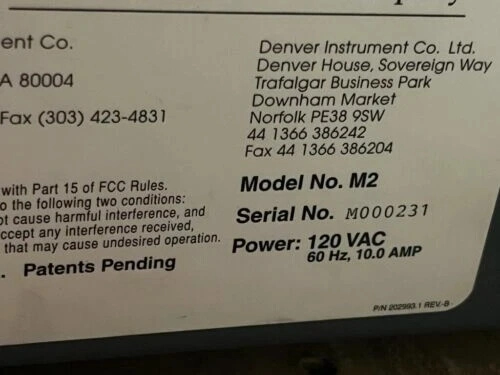 ent Co.
A 80004
Fax (303) 423-4831
Denver Instrument Co. Ltd.
Denver House, Sovereign Way
Trafalgar Business Park
Downham Market
Norfolk PE38 9SW
44 1366 386242
Fax 44 1366 386204
with Part 15 of FCC Rules.
o the following two conditions:
ot cause harmful interference, and
ccept any interference received,
that may cause undesired operation.
. Patents Pending
Model No. M2
Serial No. M000231
Power: 120 VAC
60 Hz, 10.0 AMP
P/N 202993.1 REV.-B-